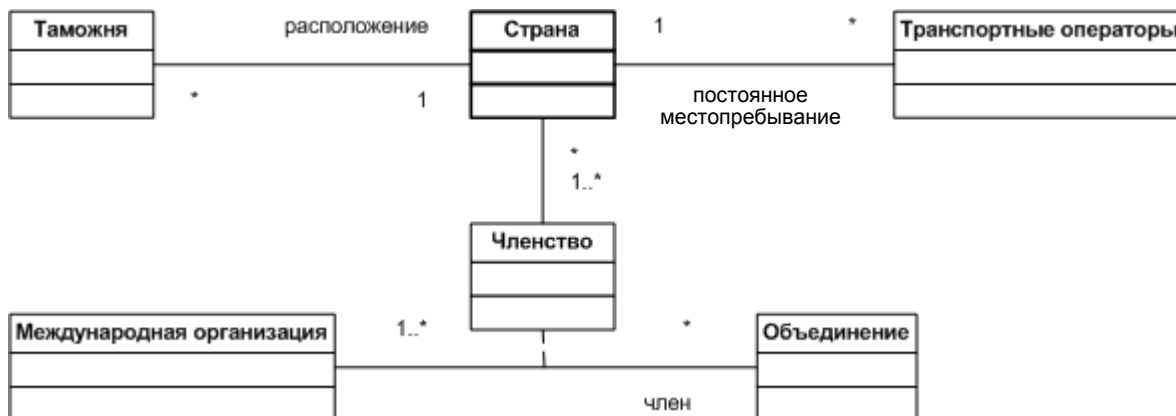 Таможня
расположение
Страна
1
*
Транспортные операторы
*
1
постоянное
местопребывание
*
1..*
Членство
Международная организация
1..*
*
Объединение
член